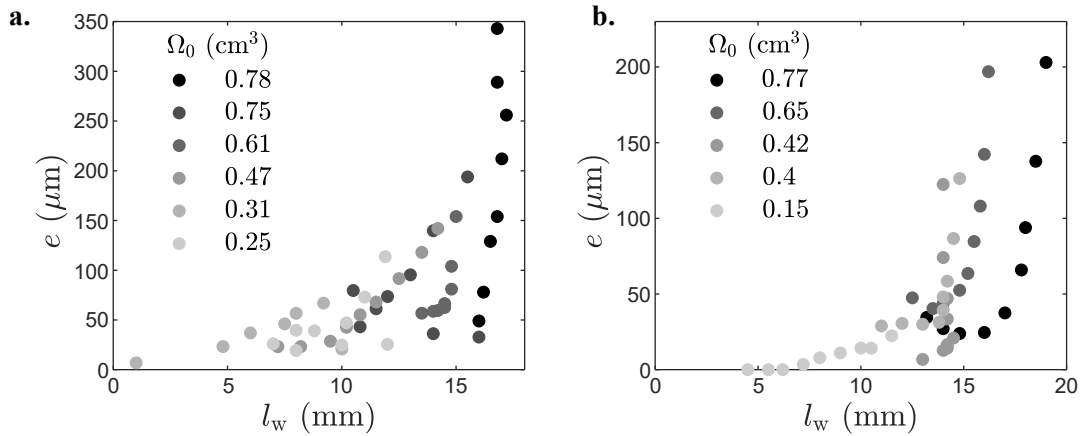 a.
Ω₀ (cm³)
0.78
0.75
0.61
0.47
0.31
0.25
350
300
250
200
150
100
50
0
e (μm)
0 5 10 15
l_w (mm)
b.
Ω₀ (cm³)
0.77
0.65
0.42
0.4
0.15
200
150
100
50
0
e (μm)
0 5 10 15 20
l_w (mm)